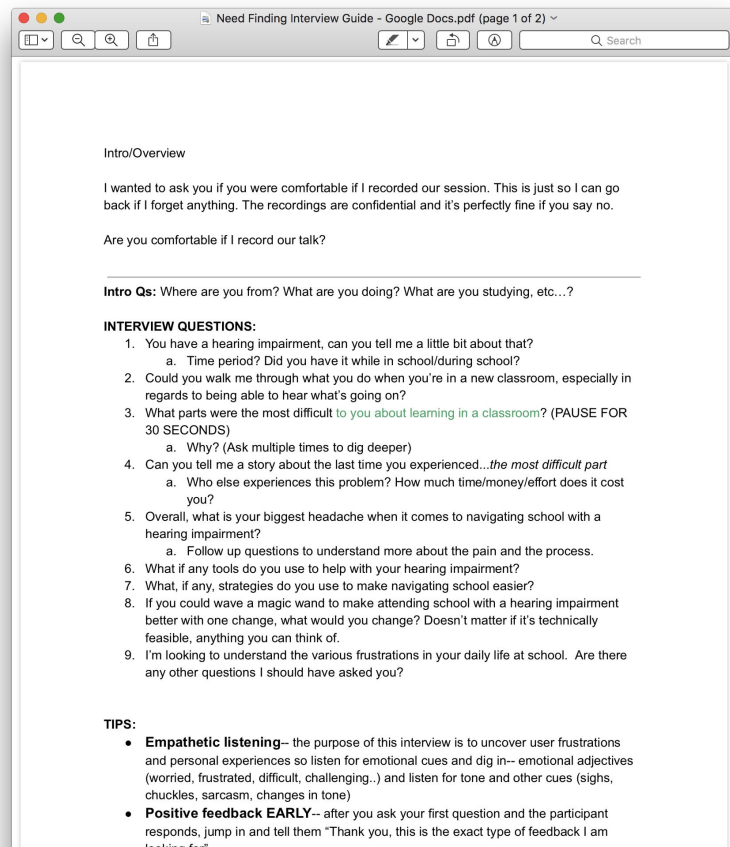 Need Finding Interview Guide - Google Docs.pdf (page 1 of 2)
Search
Intro/Overview
I wanted to ask you if you were comfortable if I recorded our session. This is just so I can go
back if I forget anything. The recordings are confidential and it's perfectly fine if you say no.
Are you comfortable if I record our talk?
Intro Qs: Where are you from? What are you doing? What are you studying, etc…?
INTERVIEW QUESTIONS:
1. You have a hearing impairment, can you tell me a little bit about that?
a. Time period? Did you have it while in school/during school?
2. Could you walk me through what you do when you're in a new classroom, especially in
regards to being able to hear what's going on?
3. What parts were the most difficult to you about learning in a classroom? (PAUSE FOR
30 SECONDS)
a. Why? (Ask multiple times to dig deeper)
4. Can you tell me a story about the last time you experienced...the most difficult part
a. Who else experiences this problem? How much time/money/effort does it cost
you?
5. Overall, what is your biggest headache when it comes to navigating school with a
hearing impairment?
a. Follow up questions to understand more about the pain and the process.
6. What if any tools do you use to help with your hearing impairment?
7. What, if any, strategies do you use to make navigating school easier?
8. If you could wave a magic wand to make attending school with a hearing impairment
better with one change, what would you change? Doesn't matter if it's technically
feasible, anything you can think of.
9. I'm looking to understand the various frustrations in your daily life at school. Are there
any other questions I should have asked you?
TIPS:
● Empathetic listening-- the purpose of this interview is to uncover user frustrations
and personal experiences so listen for emotional cues and dig in-- emotional adjectives
(worried, frustrated, difficult, challenging..) and listen for tone and other cues (sighs,
chuckles, sarcasm, changes in tone)
● Positive feedback EARLY-- after you ask your first question and the participant
responds, jump in and tell them “Thank you, this is the exact type of feedback I am
looking for”